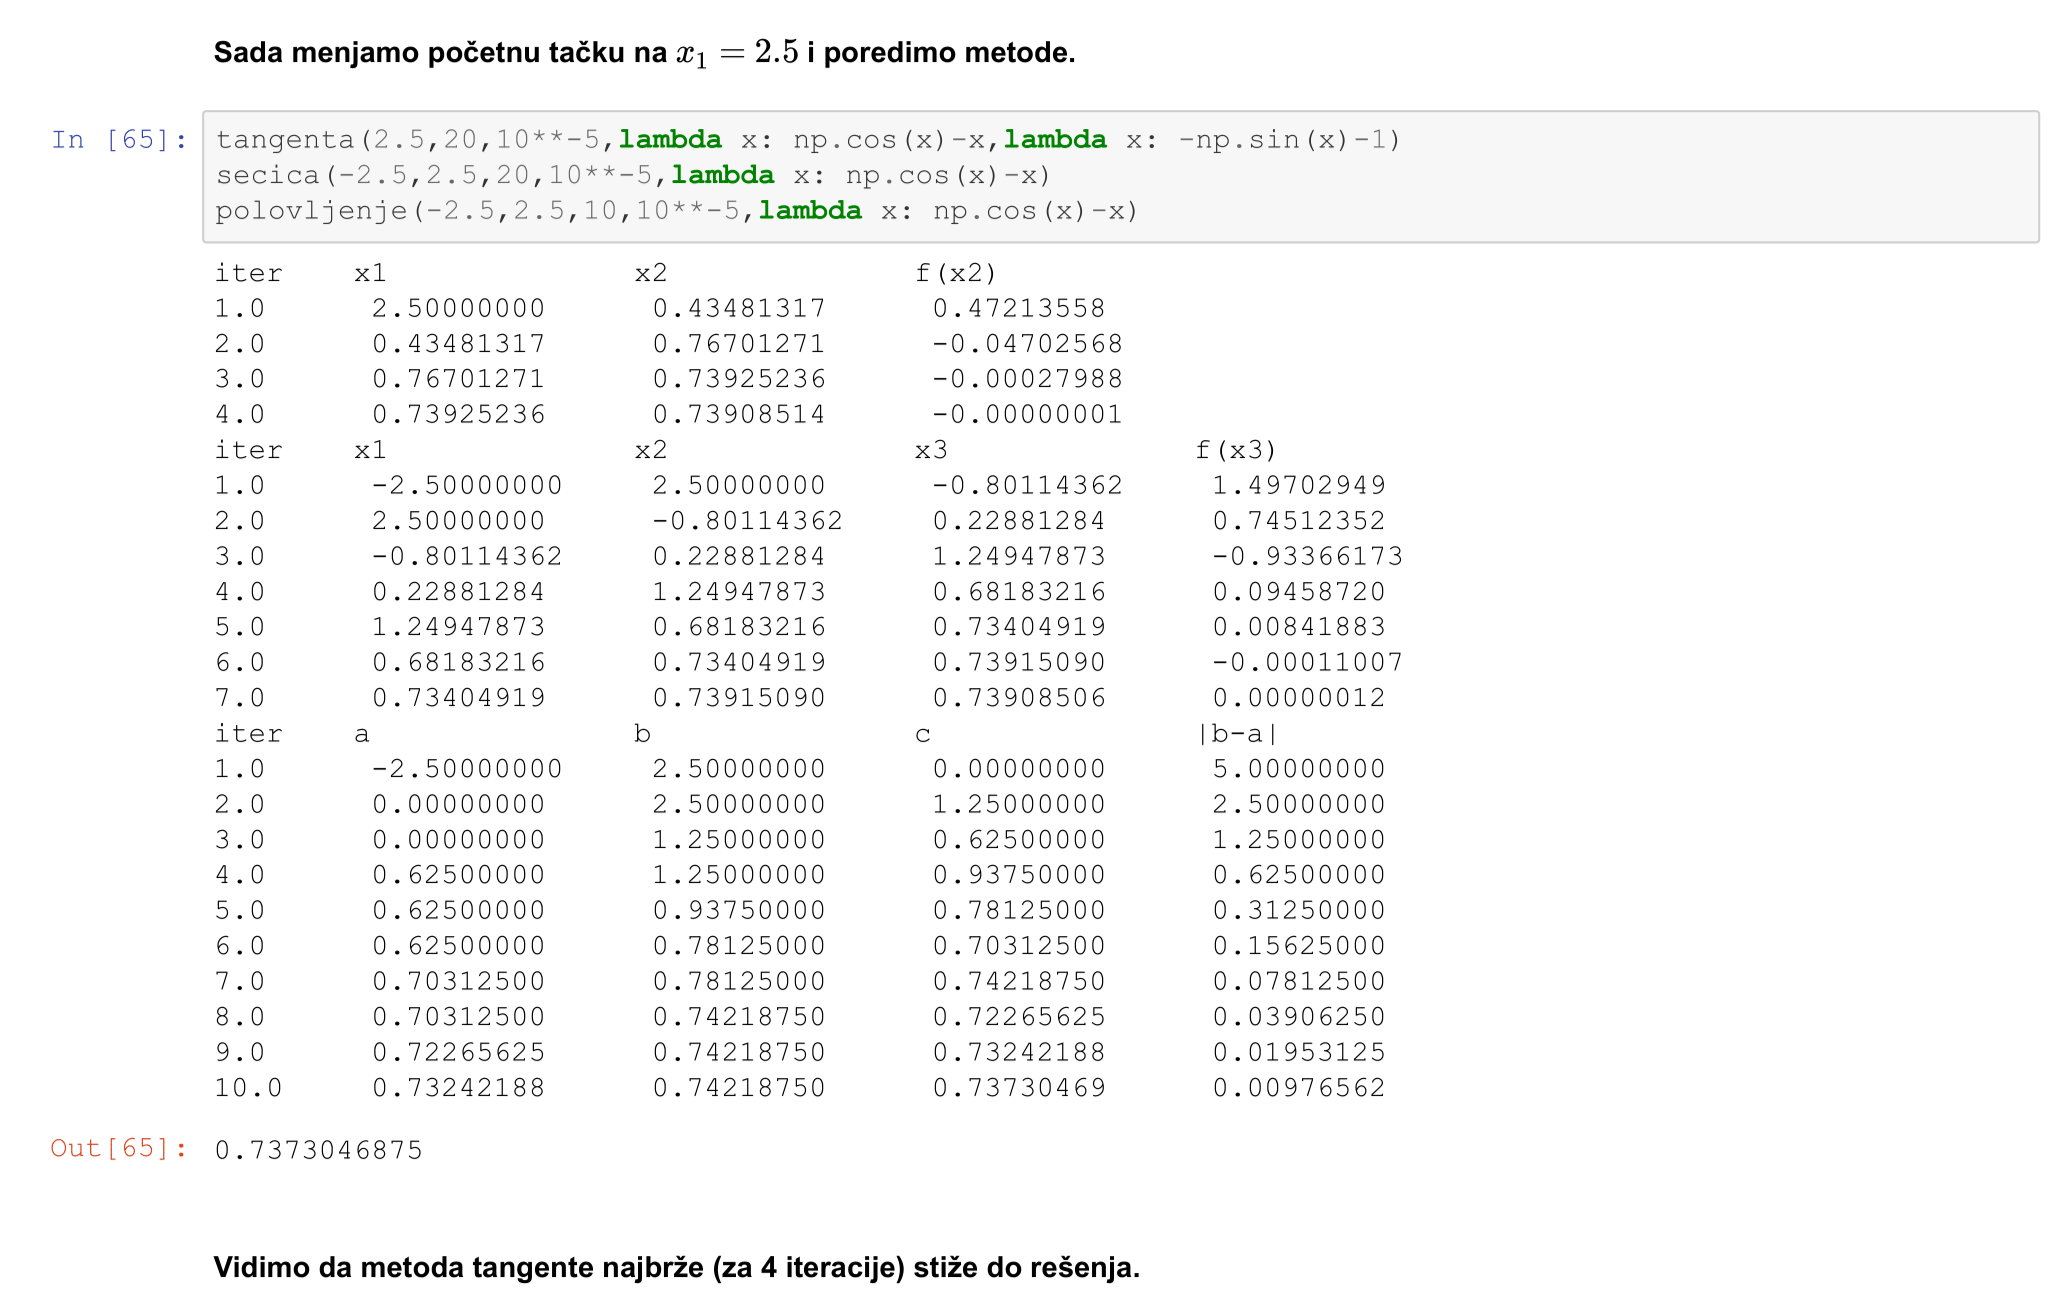 Sada menjamo početnu tačku na x₁ = 2.5 i poredimo metode.
In [65]: tangenta(2.5,20,10**-5,lambda x: np.cos(x)-x,lambda x: -np.sin(x)-1)
secica(-2.5,2.5,20,10**-5,lambda x: np.cos(x)-x)
polovljenje(-2.5,2.5,10,10**-5,lambda x: np.cos(x)-x)
iter x1 x2 f(x2)
1.0 2.50000000 0.43481317 0.47213558
2.0 0.43481317 0.76701271 -0.04702568
3.0 0.76701271 0.73925236 -0.00027988
4.0 0.73925236 0.73908514 -0.00000001
iter x1 x2 x3 f(x3)
1.0 -2.50000000 2.50000000 -0.80114362 1.49702949
2.0 2.50000000 -0.80114362 0.22881284 0.74512352
3.0 -0.80114362 0.22881284 1.24947873 -0.93366173
4.0 0.22881284 1.24947873 0.68183216 0.09458720
5.0 1.24947873 0.68183216 0.73404919 0.00841883
6.0 0.68183216 0.73404919 0.73915090 -0.00011007
7.0 0.73404919 0.73915090 0.73908506 0.00000012
iter a b c |b-a|
1.0 -2.50000000 2.50000000 0.00000000 5.00000000
2.0 0.00000000 2.50000000 1.25000000 2.50000000
3.0 0.00000000 1.25000000 0.62500000 1.25000000
4.0 0.62500000 1.25000000 0.93750000 0.62500000
5.0 0.62500000 0.93750000 0.78125000 0.31250000
6.0 0.62500000 0.78125000 0.70312500 0.15625000
7.0 0.70312500 0.78125000 0.74218750 0.07812500
8.0 0.70312500 0.74218750 0.72265625 0.03906250
9.0 0.72265625 0.74218750 0.73242188 0.01953125
10.0 0.73242188 0.74218750 0.73730469 0.00976562
Out[65]: 0.7373046875
Vidimo da metoda tangente najbrže (za 4 iteracije) stiže do rešenja.